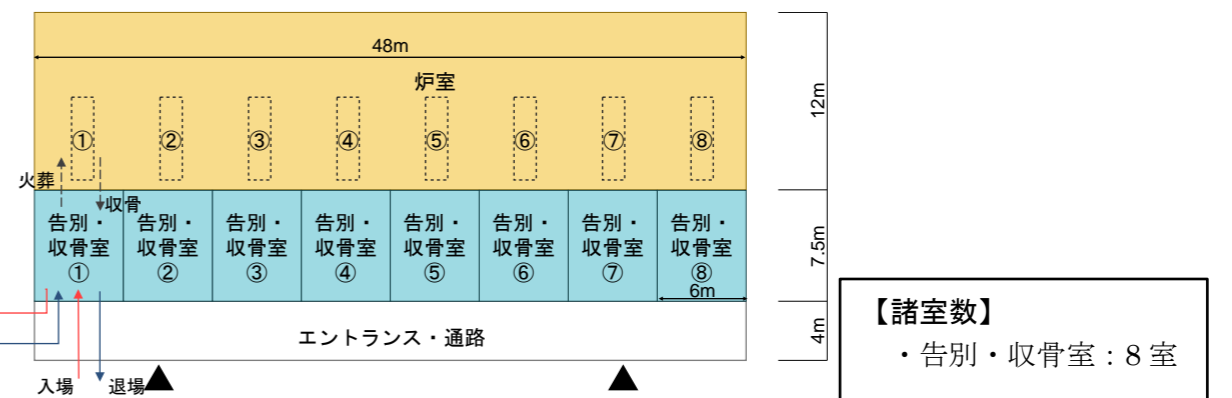 48m
炉室
12m
① ② ③ ④ ⑤ ⑥ ⑦ ⑧
火葬
収骨
告別・収骨室①
告別・収骨室②
告別・収骨室③
告別・収骨室④
告別・収骨室⑤
告別・収骨室⑥
告別・収骨室⑦
告別・収骨室⑧
6m
7.5m
エントランス・通路
4m
入場
退場
【諸室数】
・告別・収骨室：8 室